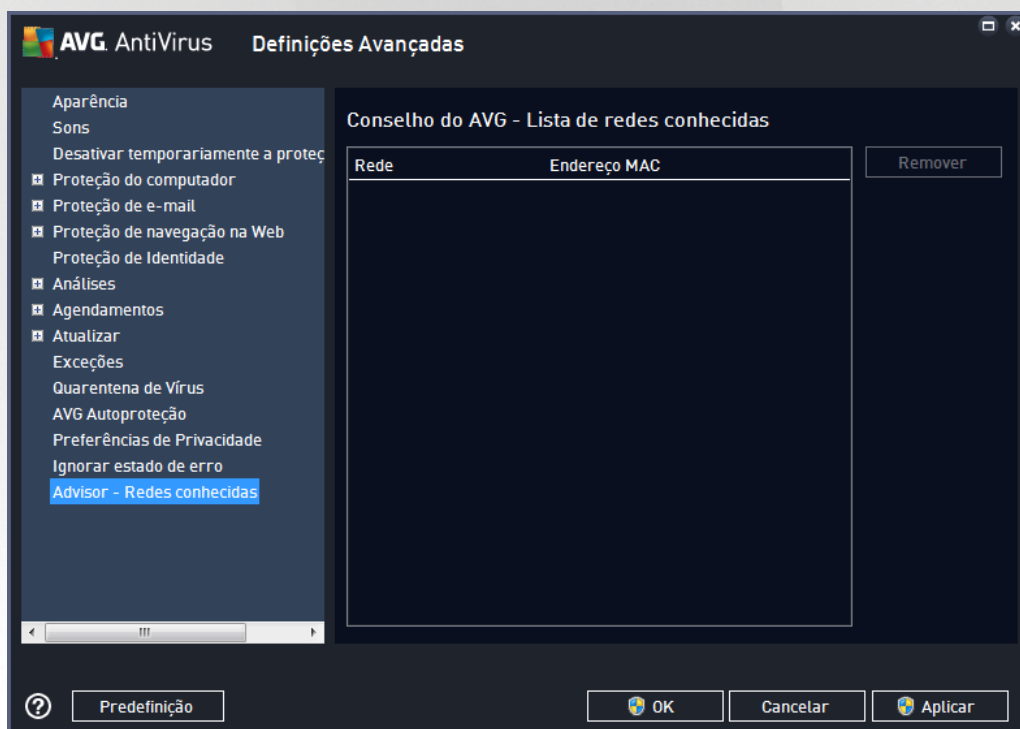 AVG. AntiVirus Definições Avançadas
Aparência
Sons
Desativar temporariamente a proteç
Proteção do computador
Proteção de e-mail
Proteção de navegação na Web
Proteção de Identidade
Análises
Agendamentos
Atualizar
Exceções
Quarentena de Vírus
AVG Autoproteção
Preferências de Privacidade
Ignorar estado de erro
Advisor - Redes conhecidas
Conselho do AVG - Lista de redes conhecidas
Rede Endereço MAC
Remover
Predefinição
OK
Cancelar
Aplicar